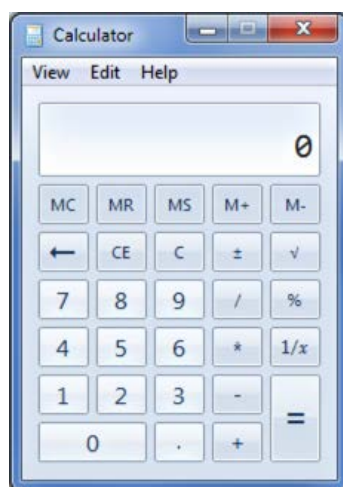 Calculator
View Edit Help
0
MC MR MS M+ M-
← CE C ± √
7 8 9 / %
4 5 6 * 1/x
1 2 3 - =
0 . +